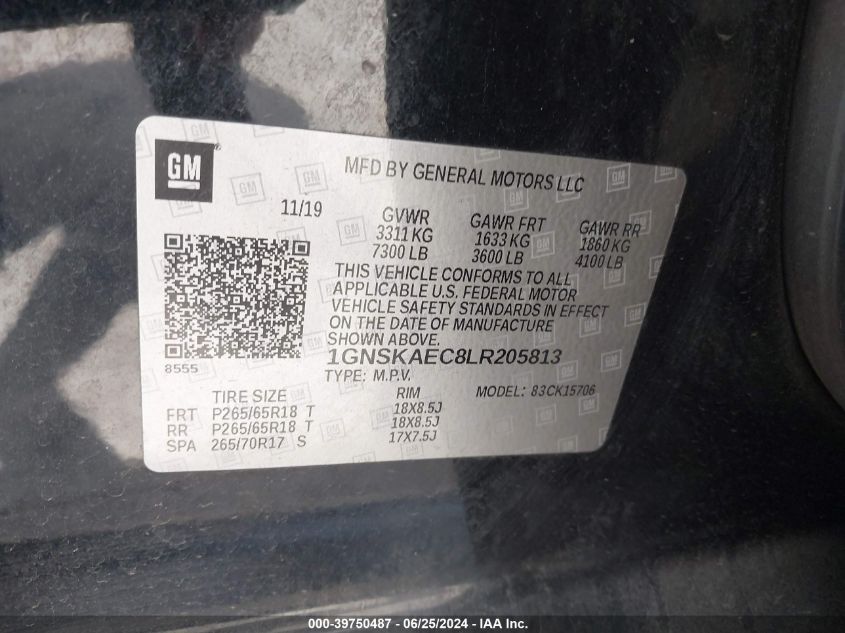 GM
MFD BY GENERAL MOTORS LLC
11/19
GVWR GAWR FRT GAWR RR
3311 KG 1633 KG 1860 KG
7300 LB 3600 LB 4100 LB
THIS VEHICLE CONFORMS TO ALL
APPLICABLE U.S. FEDERAL MOTOR
VEHICLE SAFETY STANDARDS IN EFFECT
ON THE DATE OF MANUFACTURE
SHOWN ABOVE.
8555
1GNSKAEC8LR205813
TYPE: M.P.V. MODEL: 83CK15706
TIRE SIZE RIM
FRT P265/65R18 T 18X8.5J
RR P265/65R18 T 18X8.5J
SPA 265/70R17 S 17X7.5J
000-39750487 - 06/25/2024 - IAA Inc.